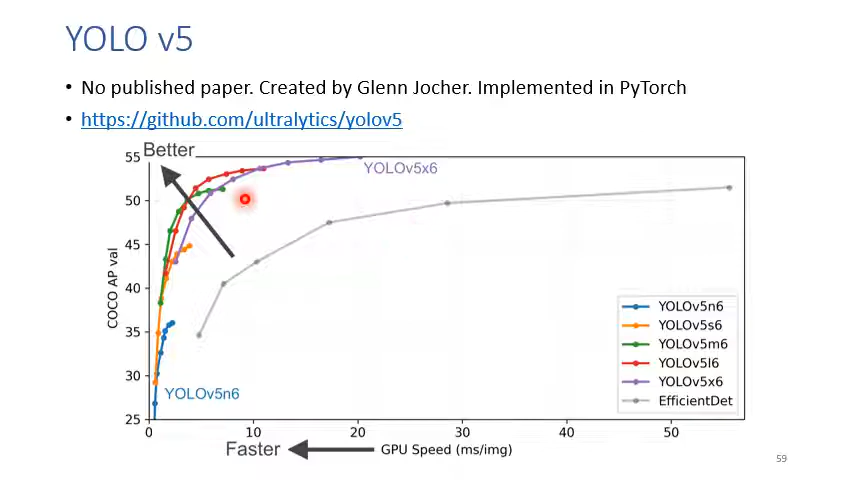 YOLO v5
• No published paper. Created by Glenn Jocher. Implemented in PyTorch
• https://github.com/ultralytics/yolov5
Better
55
50
45
40
35
30
25
COCO AP val
YOLOv5x6
YOLOv5n6
YOLOv5n6
YOLOv5s6
YOLOv5m6
YOLOv5l6
YOLOv5x6
EfficientDet
0 10 20 30 40 50
Faster GPU Speed (ms/img)
59